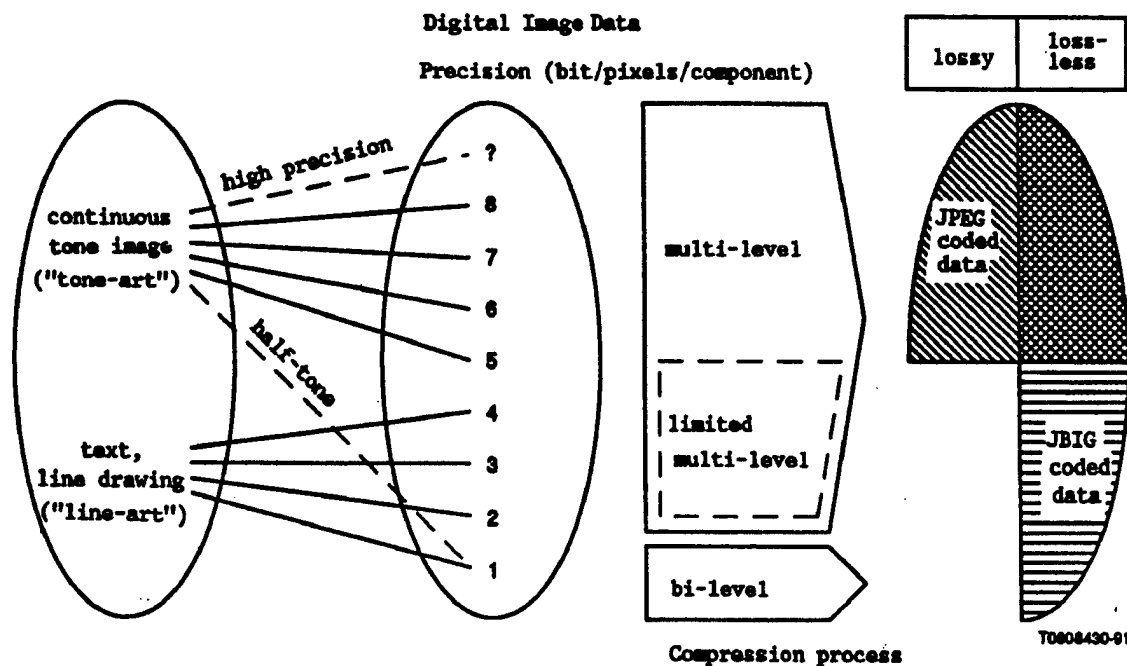 Digital Image Data
Precision (bit/pixels/component)
lossy
loss-
less
high precision
continuous
tone image
("tone-art")
half-tone
text,
line drawing
("line-art")
?
8
7
6
5
4
3
2
1
multi-level
limited
multi-level
bi-level
Compression process
JPEG
coded
data
JBIG
coded
data
T0808430-91